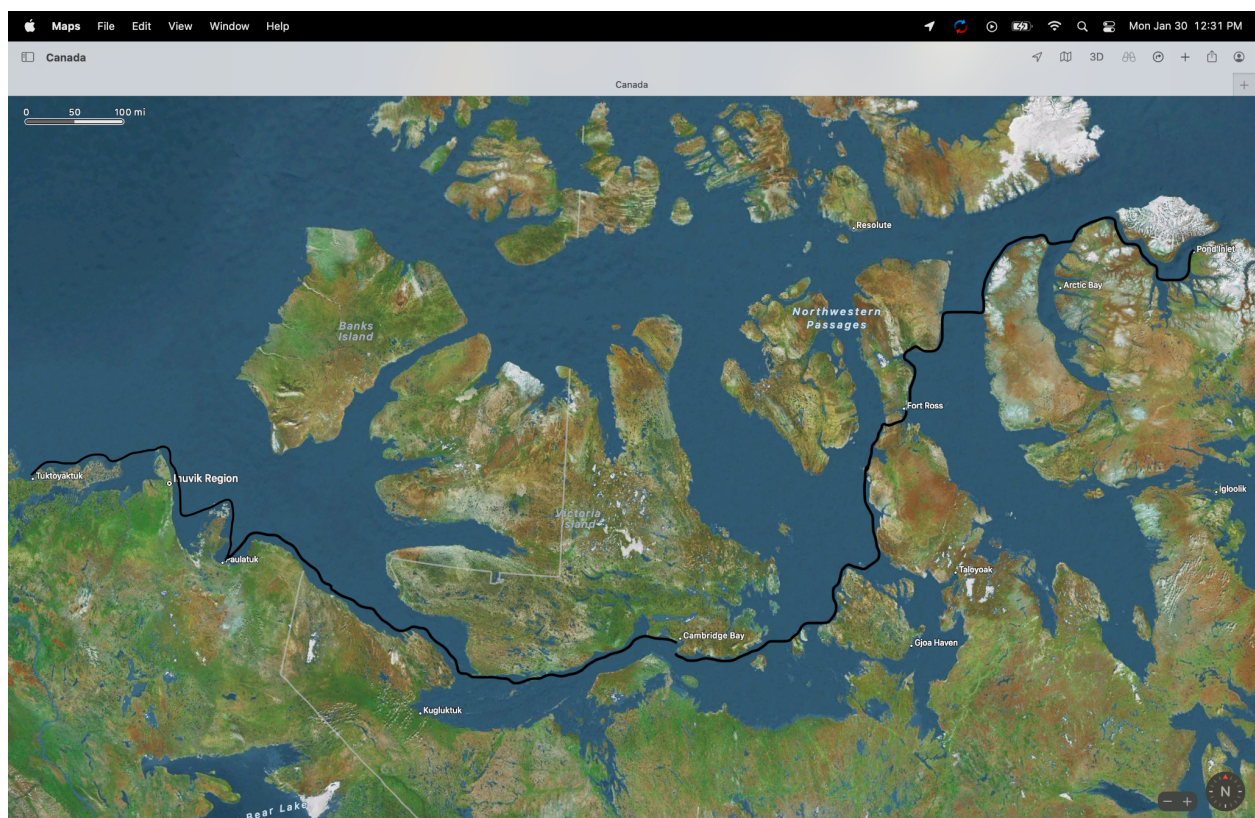 Maps File Edit View Window Help Mon Jan 30 12:31 PM
Canada 3D
Canada
0 50 100 mi
Resolute
Pond Inlet
Arctic Bay
Northwestern
Passages
Banks
Island
Fort Ross
Tuktoyaktuk
Inuvik Region
Igloolik
Victoria
Island
Paulatuk
Taloyoak
Cambridge Bay
Gjoa Haven
Kugluktuk
Bear Lake
N